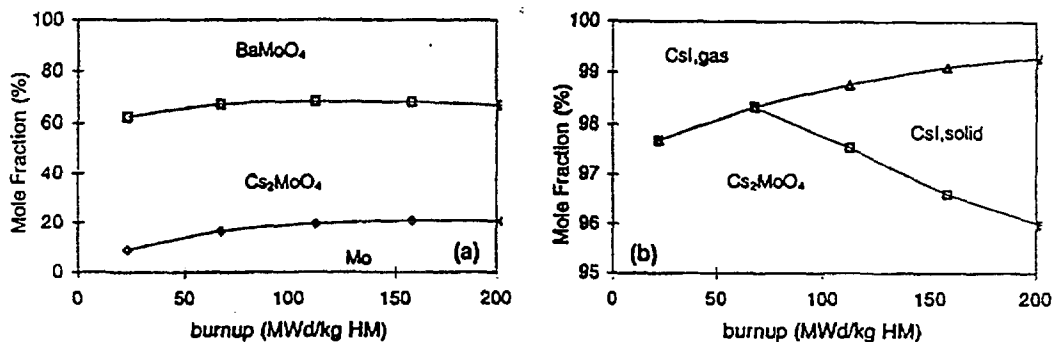 Mole Fraction (%)
100
80
60
40
20
0
BaMoO₄
Cs₂MoO₄
Mo
(a)
0
50
100
150
200
burnup (MWd/kg HM)
Mole Fraction (%)
100
99
98
97
96
95
CsI,gas
CsI,solid
Cs₂MoO₄
(b)
0
50
100
150
200
burnup (MWd/kg HM)